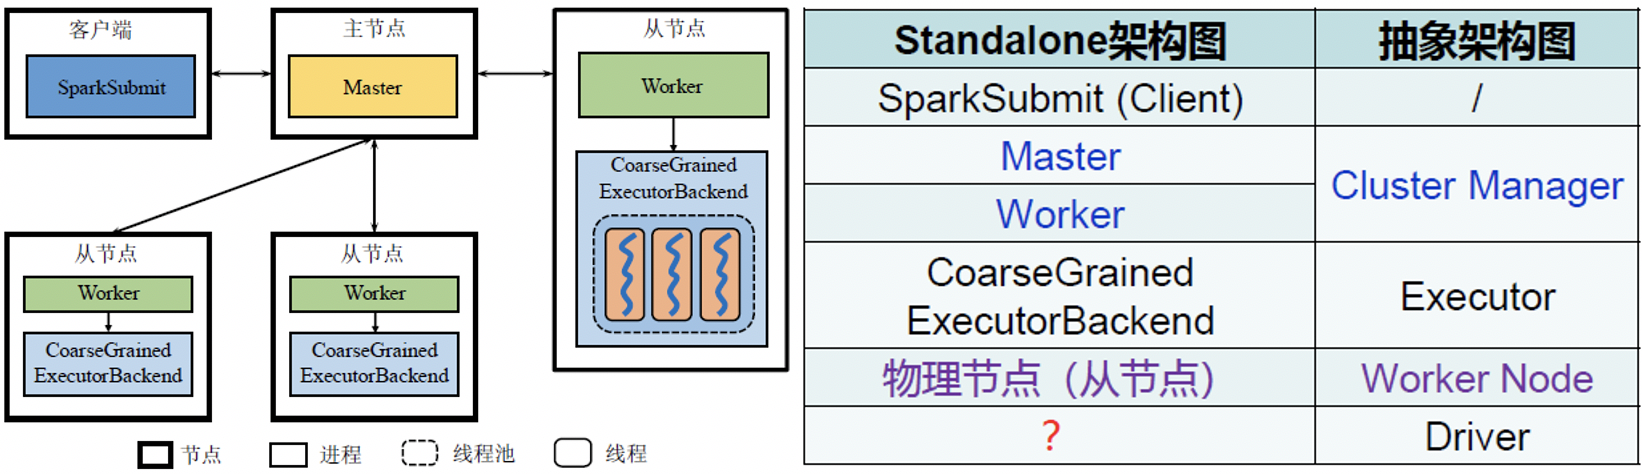 客户端
SparkSubmit
主节点
Master
从节点
Worker
CoarseGrained
ExecutorBackend
从节点
Worker
CoarseGrained
ExecutorBackend
从节点
Worker
CoarseGrained
ExecutorBackend
节点
进程
线程池
线程
Standalone架构图 抽象架构图
SparkSubmit (Client) /
Master
Cluster Manager
Worker
CoarseGrained
ExecutorBackend
Executor
物理节点（从节点） Worker Node
？ Driver